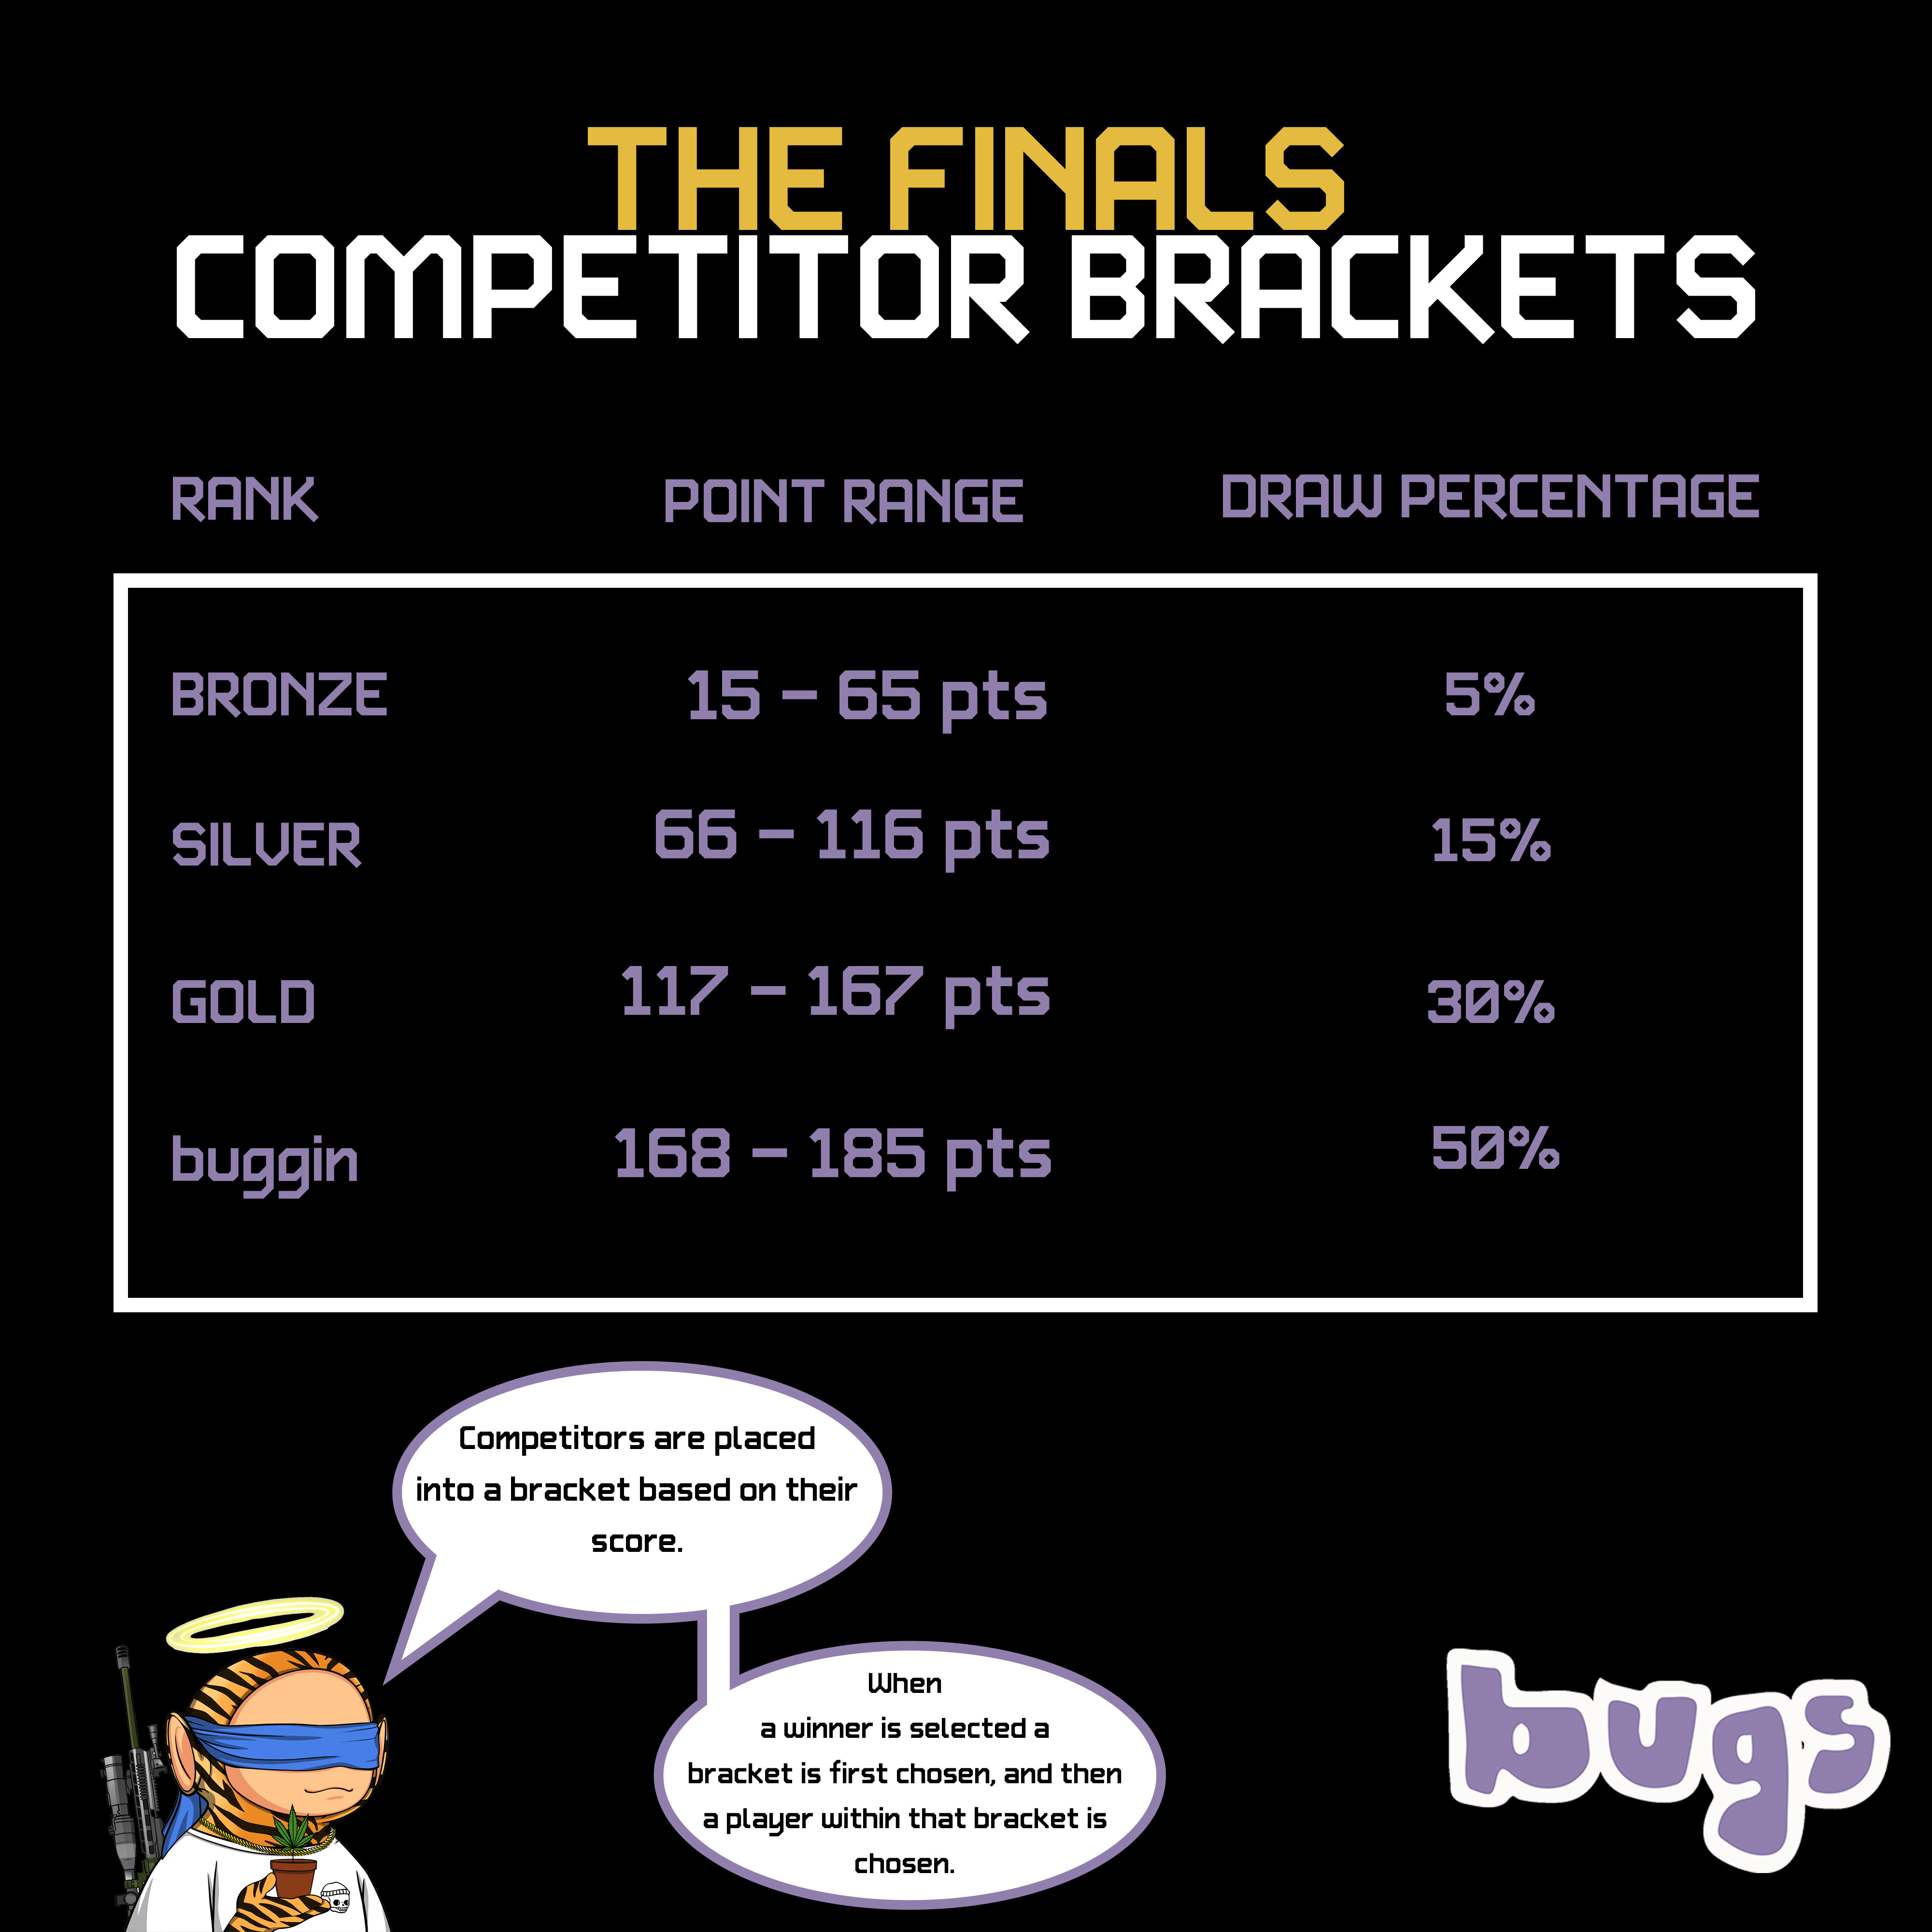 THE FINALS
COMPETITOR BRACKETS
RANK POINT RANGE DRAW PERCENTAGE
BRONZE 15 – 65 pts 5%
SILVER 66 – 116 pts 15%
GOLD 117 – 167 pts 30%
buggin 168 – 185 pts 50%
Competitors are placed
into a bracket based on their
score.
When
a winner is selected a
bracket is first chosen, and then
a player within that bracket is
chosen.
bugs